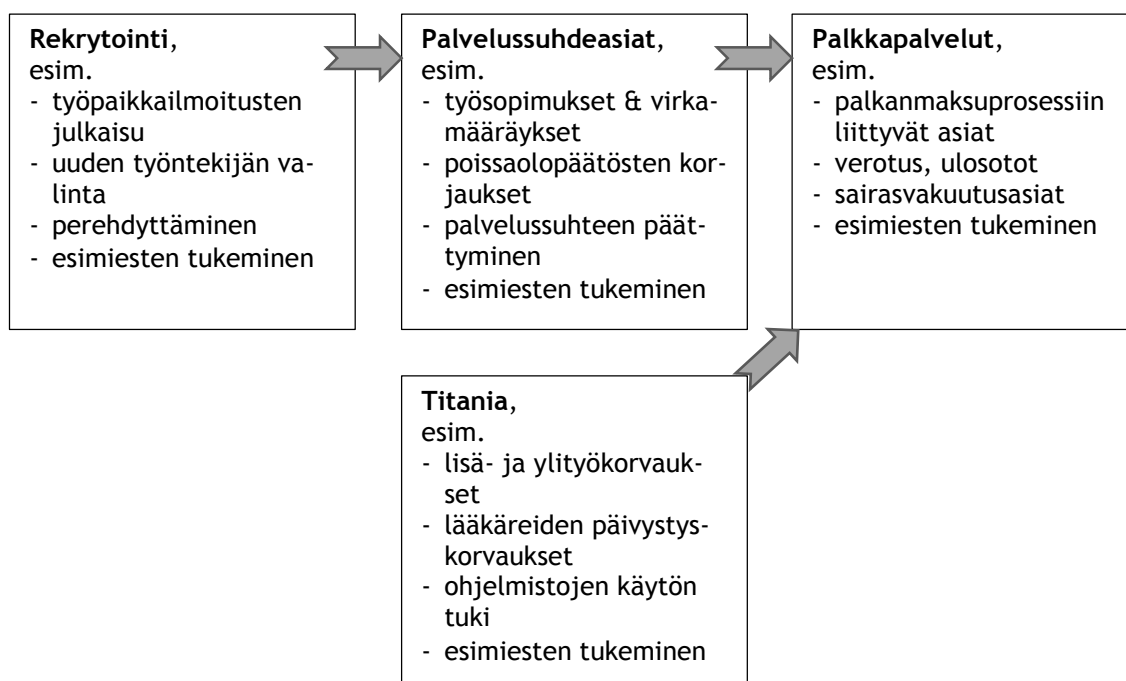 Rekrytointi,
esim.
- työpaikkailmoitusten
julkaisu
- uuden työntekijän va-
linta
- perehdyttäminen
- esimiesten tukeminen
Palvelussuhdeasiat,
esim.
- työsopimukset & virka-
määräykset
- poissaolopäätösten kor-
jaukset
- palvelussuhteen päät-
tyminen
- esimiesten tukeminen
Palkkapalvelut,
esim.
- palkanmaksuprosessiin
liittyvät asiat
- verotus, ulosotot
- sairasvakuutusasiat
- esimiesten tukeminen
Titania,
esim.
- lisä- ja ylityökorvauk-
set
- lääkäreiden päivystys-
korvaukset
- ohjelmistojen käytön
tuki
- esimiesten tukeminen